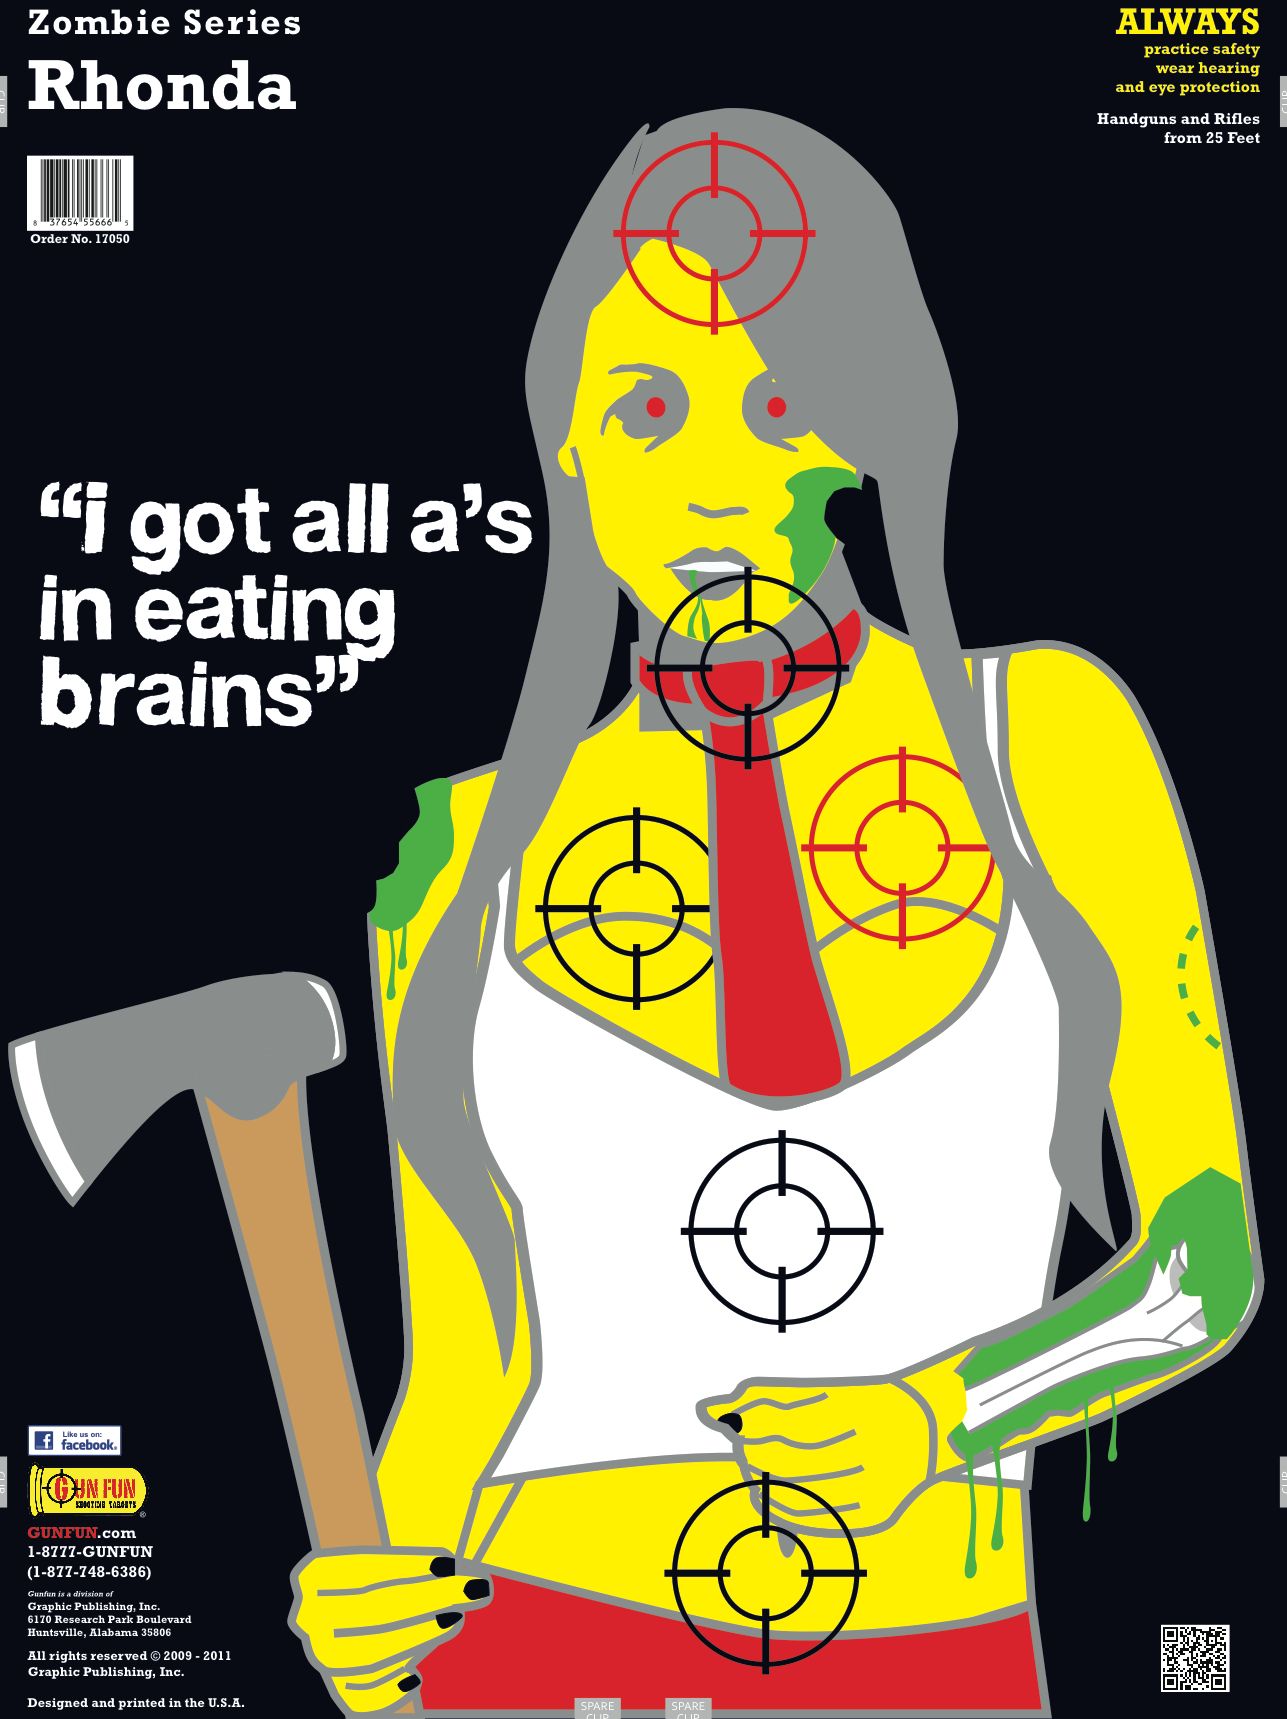 Zombie Series
Rhonda
8 37654 55666 5
Order No. 17050
ALWAYS
practice safety
wear hearing
and eye protection
Handguns and Rifles
from 25 Feet
“i got all a’s
in eating
brains”
Like us on:
facebook.
GUN FUN
SHOOTING TARGETS
®
GUNFUN.com
1-8777-GUNFUN
(1-877-748-6386)
Gunfun is a division of
Graphic Publishing, Inc.
6170 Research Park Boulevard
Huntsville, Alabama 35806
All rights reserved © 2009 - 2011
Graphic Publishing, Inc.
Designed and printed in the U.S.A.
SPARE
CLIP
SPARE
CLIP